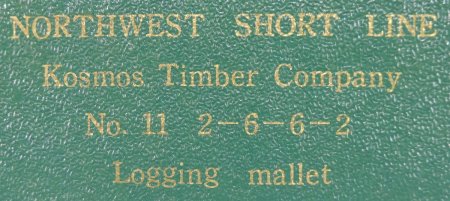 NORTHWEST SHORT LINE
Kosmos Timber Company
No. 11 2-6-6-2
Logging mallet